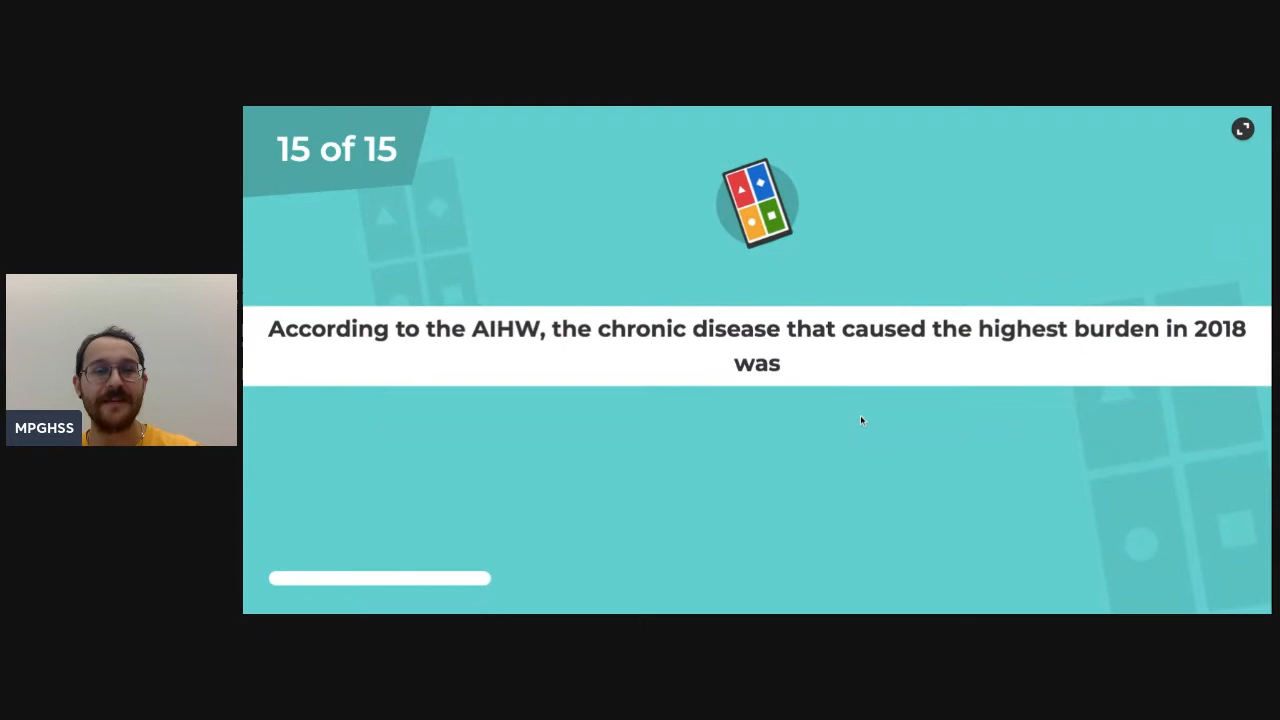 15 of 15
According to the AIHW, the chronic disease that caused the highest burden in 2018
was
MPGHSS